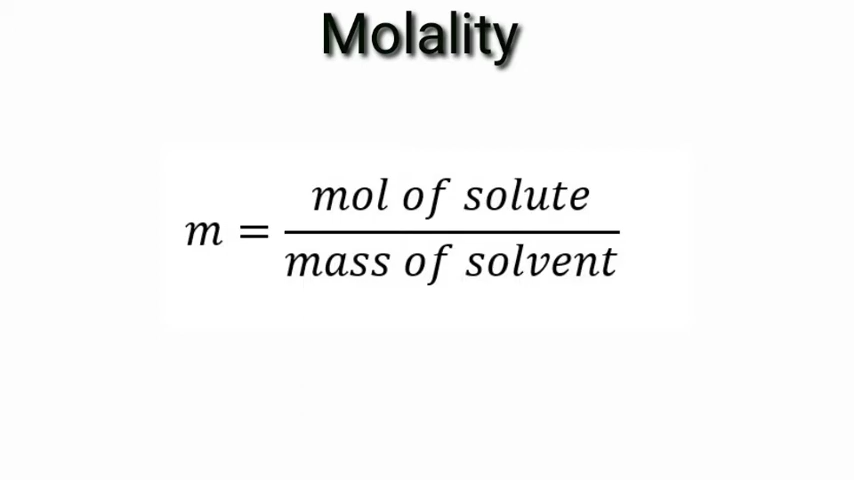 Molality
m = mol of solute / mass of solvent